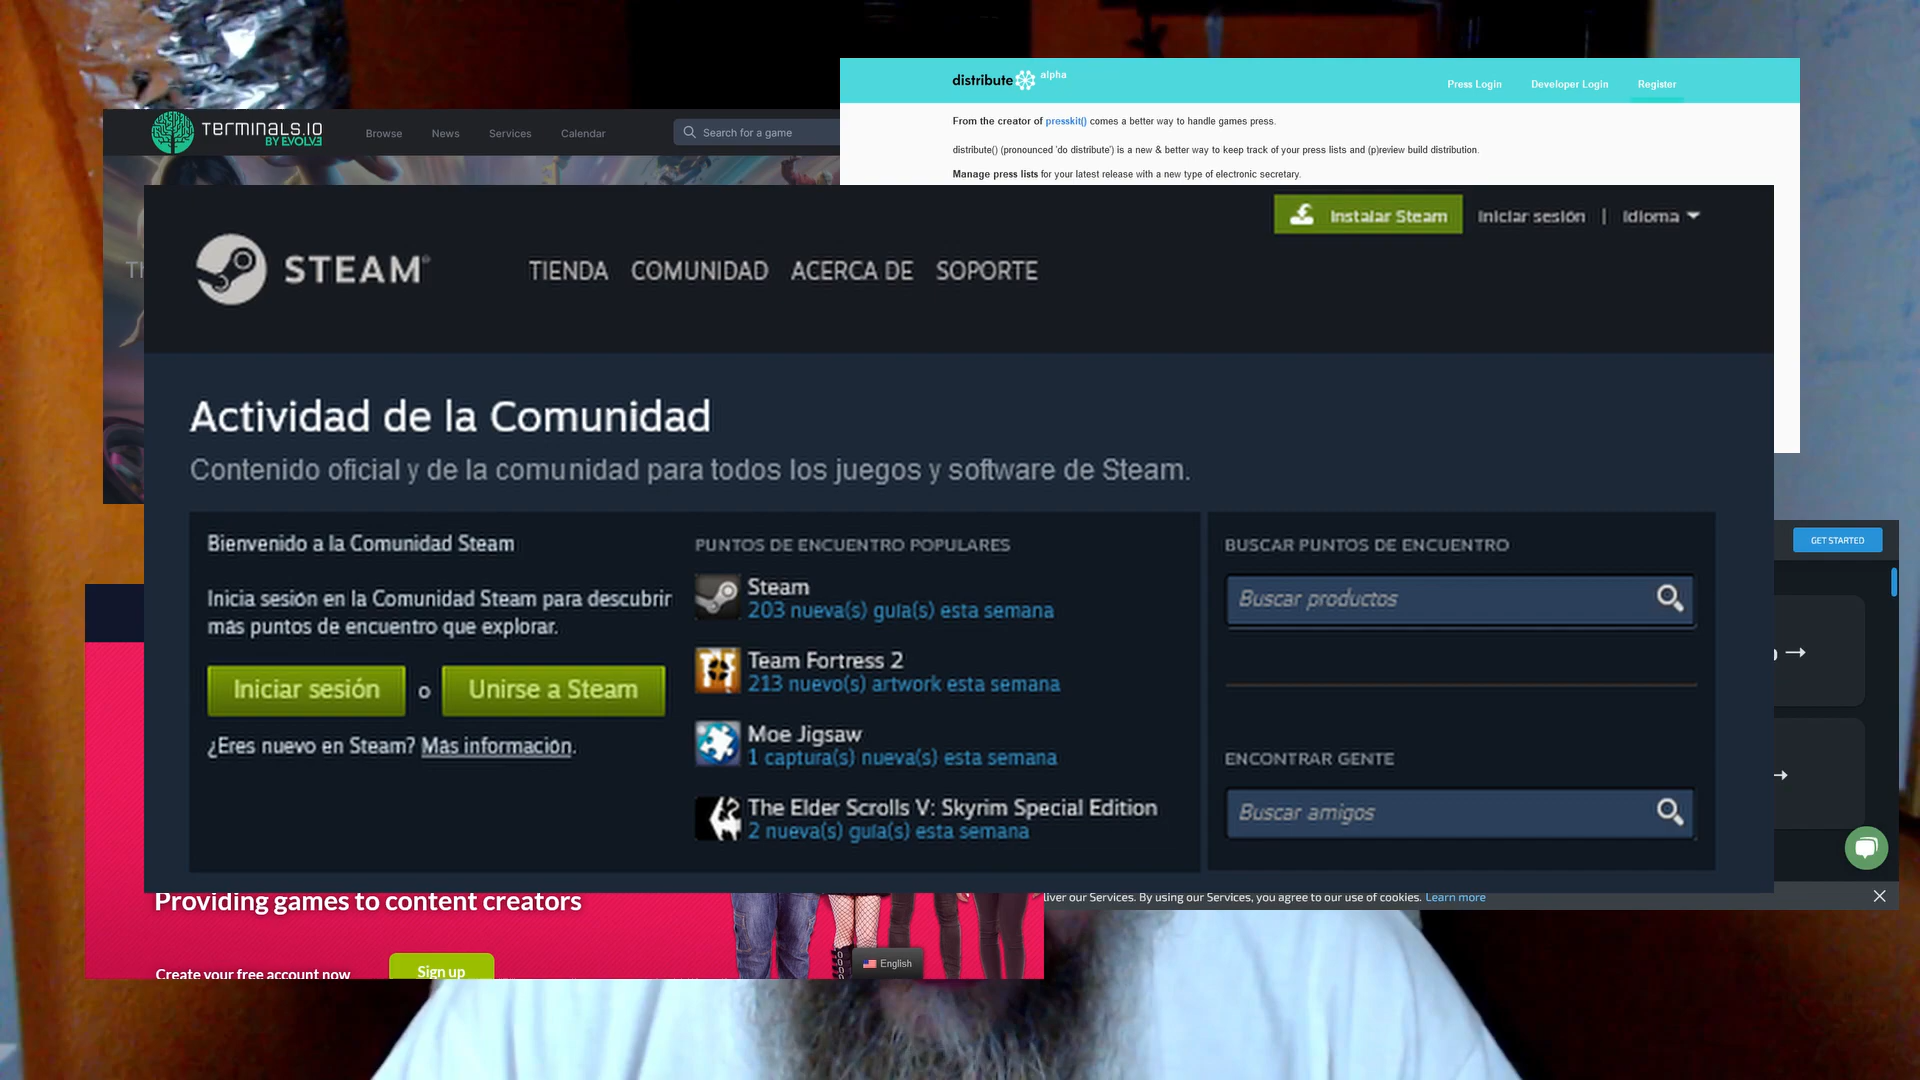 distribute alpha
Press Login Developer Login Register
From the creator of presskit() comes a better way to handle games press.
distribute() (pronounced 'do distribute') is a new & better way to keep track of your press lists and (p)review build distribution.
Manage press lists for your latest release with a new type of electronic secretary.
TERMINALS.IO
BY EVOLVE
Browse News Services Calendar
Search for a game
Instalar Steam Iniciar sesión | Idioma
STEAM®
TIENDA COMUNIDAD ACERCA DE SOPORTE
Actividad de la Comunidad
Contenido oficial y de la comunidad para todos los juegos y software de Steam.
Bienvenido a la Comunidad Steam
Inicia sesión en la Comunidad Steam para descubrir
más puntos de encuentro que explorar.
Iniciar sesión o Unirse a Steam
¿Eres nuevo en Steam? Más información.
PUNTOS DE ENCUENTRO POPULARES
Steam
203 nueva(s) guía(s) esta semana
Team Fortress 2
213 nuevo(s) artwork esta semana
Moe Jigsaw
1 captura(s) nueva(s) esta semana
The Elder Scrolls V: Skyrim Special Edition
2 nueva(s) guía(s) esta semana
BUSCAR PUNTOS DE ENCUENTRO
Buscar productos
ENCONTRAR GENTE
Buscar amigos
GET STARTED
liver our Services. By using our Services, you agree to our use of cookies. Learn more
Providing games to content creators
Create your free account now
Sign up
English